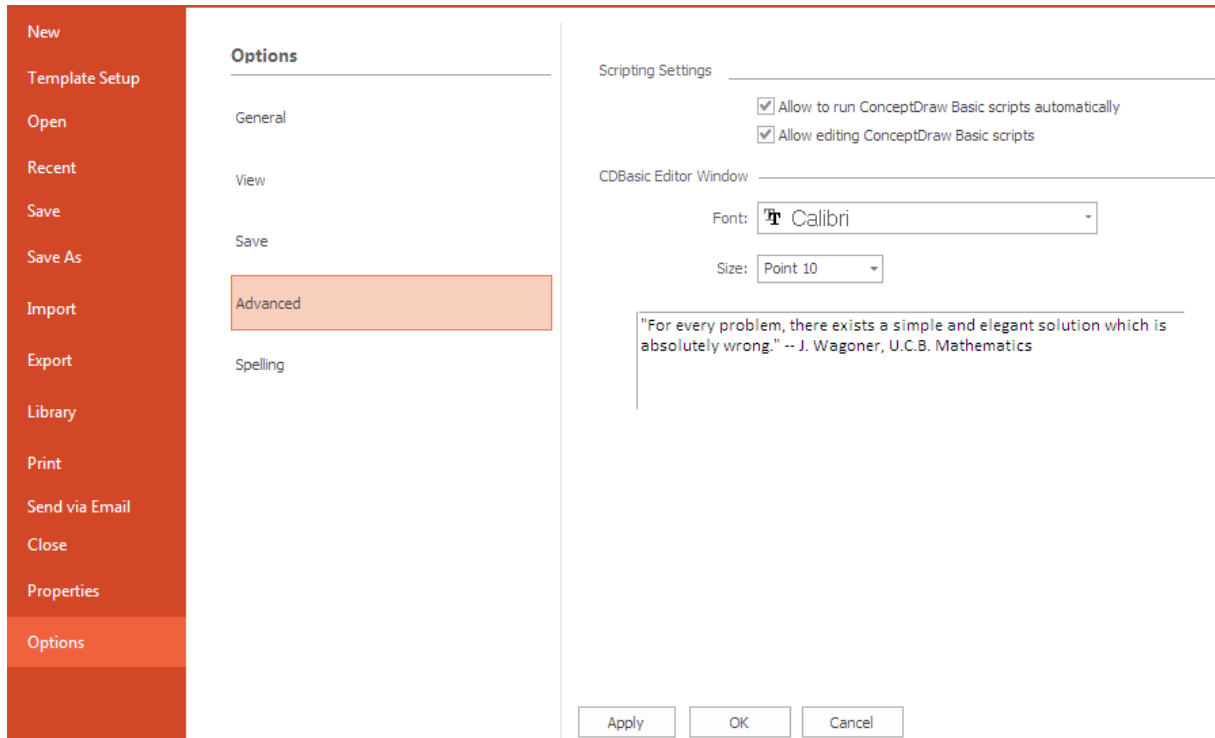 New
Template Setup
Open
Recent
Save
Save As
Import
Export
Library
Print
Send via Email
Close
Properties
Options
Options
General
View
Save
Advanced
Spelling
Scripting Settings
Allow to run ConceptDraw Basic scripts automatically
Allow editing ConceptDraw Basic scripts
CDBasic Editor Window
Font: Calibri
Size: Point 10
"For every problem, there exists a simple and elegant solution which is
absolutely wrong." -- J. Wagoner, U.C.B. Mathematics
Apply OK Cancel